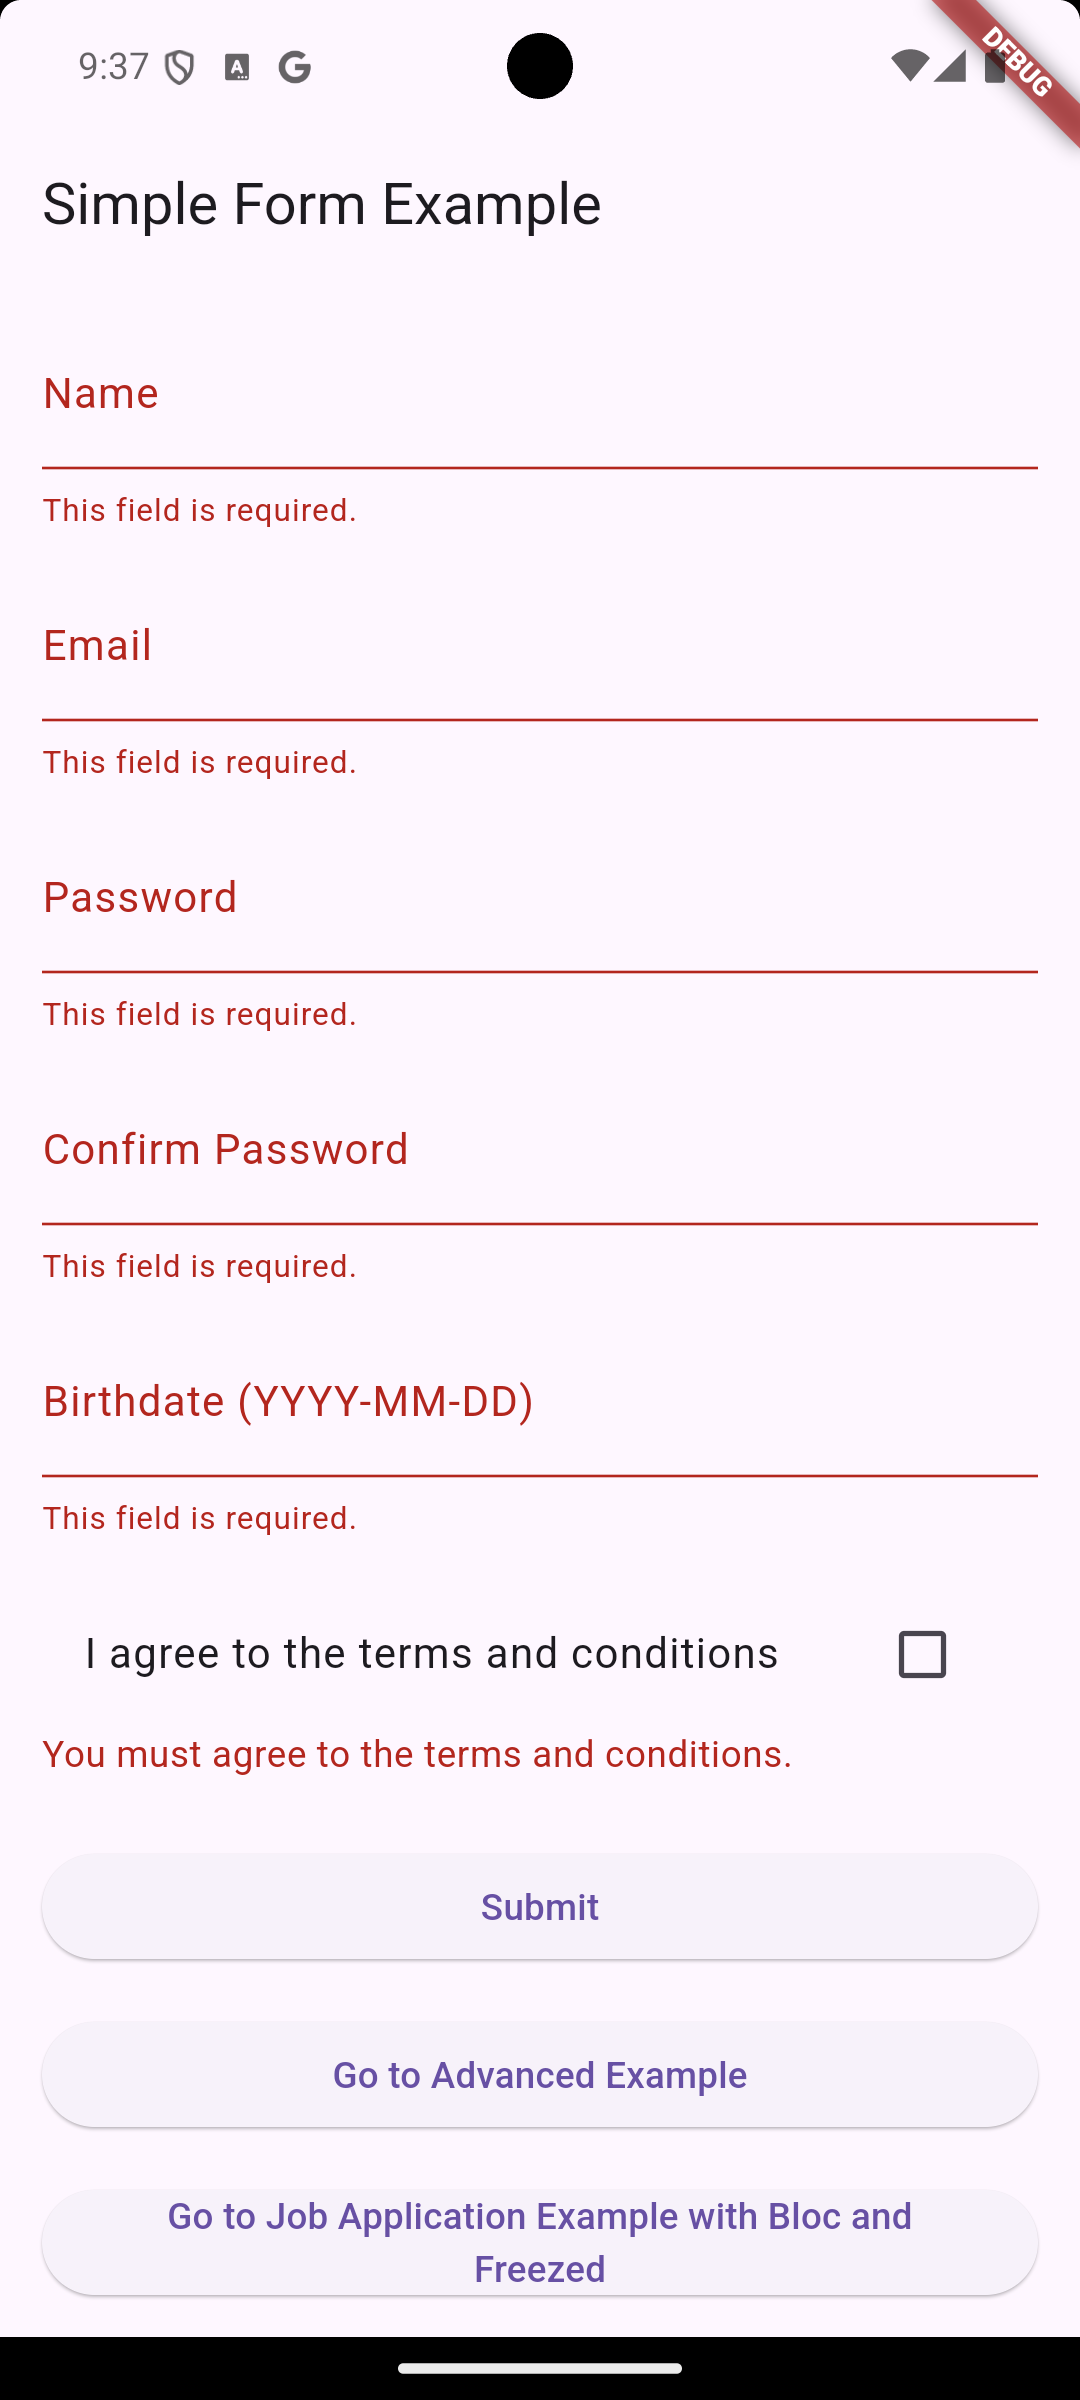 9:37
DEBUG
Simple Form Example
Name
This field is required.
Email
This field is required.
Password
This field is required.
Confirm Password
This field is required.
Birthdate (YYYY-MM-DD)
This field is required.
I agree to the terms and conditions
You must agree to the terms and conditions.
Submit
Go to Advanced Example
Go to Job Application Example with Bloc and
Freezed